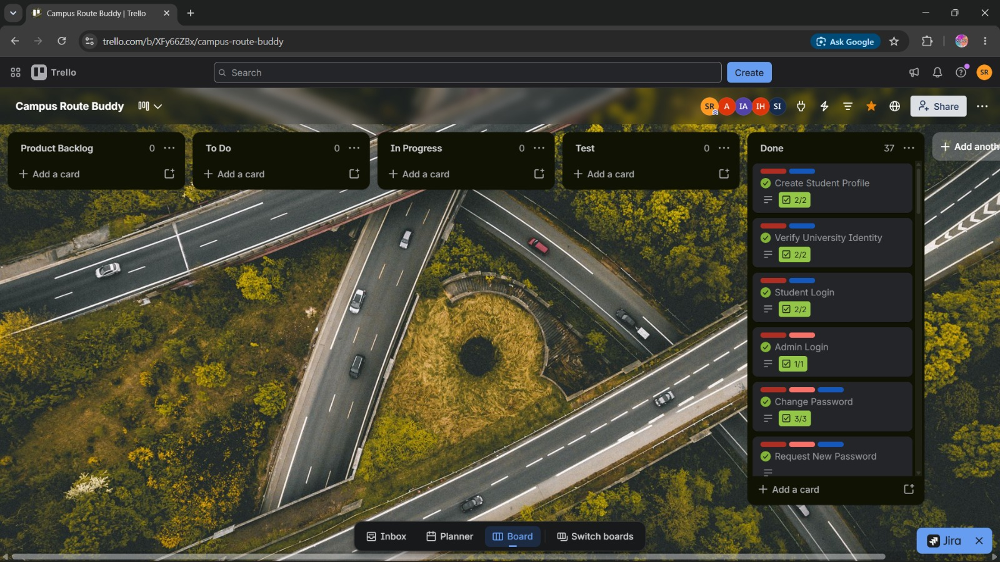 Campus Route Buddy | Trello
trello.com/b/XFy66ZBx/campus-route-buddy
Ask Google
Trello
Search
Create
SR
Campus Route Buddy
SR A IA IH SI
Share
Product Backlog 0
Add a card
To Do 0
Add a card
In Progress 0
Add a card
Test 0
Add a card
Done 37
Create Student Profile
2/2
Verify University Identity
2/2
Student Login
2/2
Admin Login
1/1
Change Password
3/3
Request New Password
Add a card
Add anoth
Inbox
Planner
Board
Switch boards
Jira